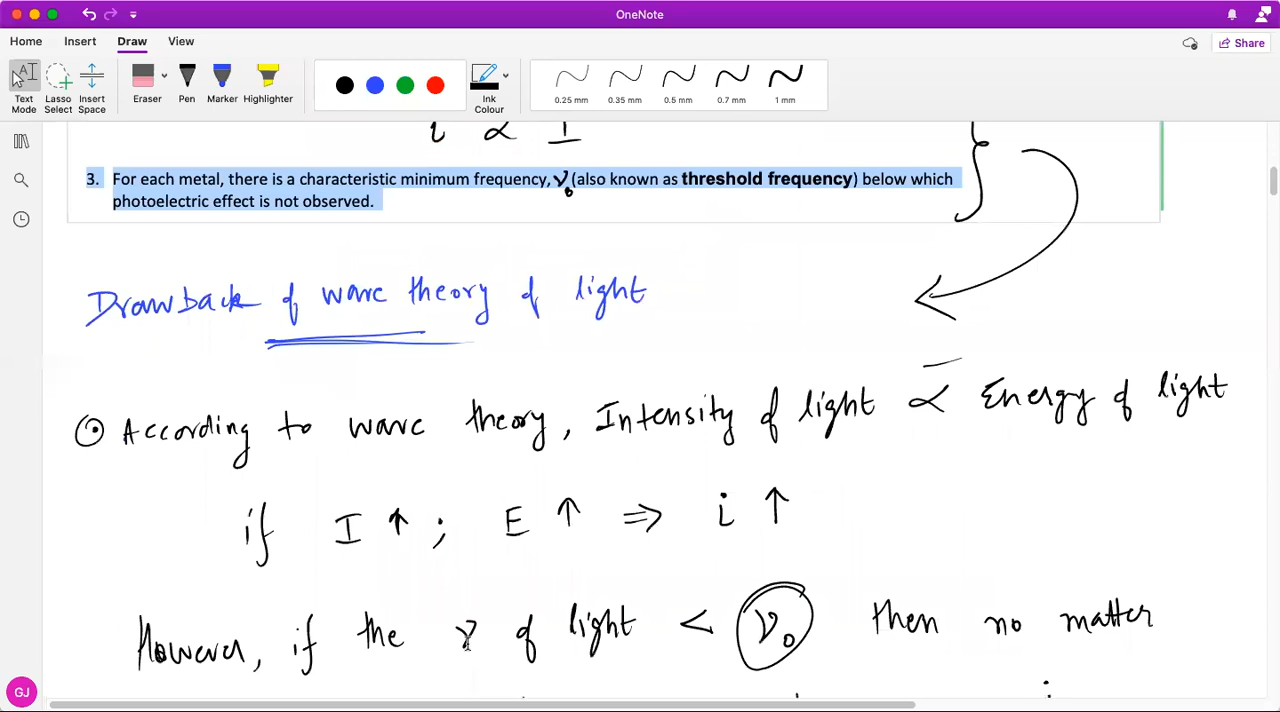 OneNote
Home Insert Draw View
Share
Text Mode
Lasso Select
Insert Space
Eraser
Pen
Marker
Highlighter
Ink Colour
0.25 mm
0.35 mm
0.5 mm
0.7 mm
1 mm
i ∝ I
3. For each metal, there is a characteristic minimum frequency, ν₀ (also known as threshold frequency) below which
photoelectric effect is not observed.
Drawback of wave theory of light
⊙ According to wave theory, Intensity of light ∝ Energy of light
if I ↑ ; E ↑ ⇒ i ↑
However, if the ν of light < ν₀ then no matter
GJ